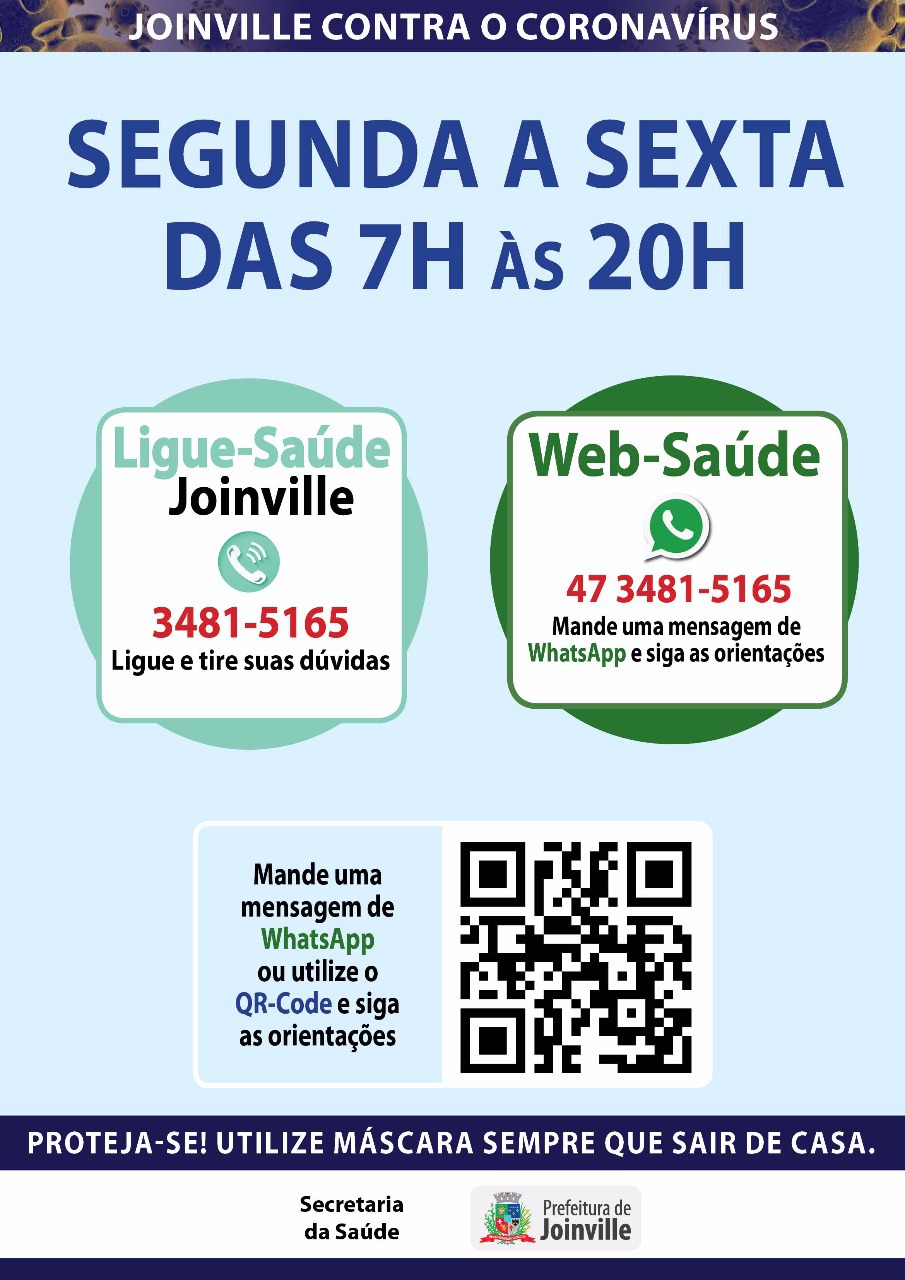 JOINVILLE CONTRA O CORONAVÍRUS
SEGUNDA A SEXTA
DAS 7H ÀS 20H
Ligue-Saúde
Joinville
3481-5165
Ligue e tire suas dúvidas
Web-Saúde
47 3481-5165
Mande uma mensagem de
WhatsApp e siga as orientações
Mande uma
mensagem de
WhatsApp
ou utilize o
QR-Code e siga
as orientações
PROTEJA-SE! UTILIZE MÁSCARA SEMPRE QUE SAIR DE CASA.
Secretaria
da Saúde
Prefeitura de
Joinville